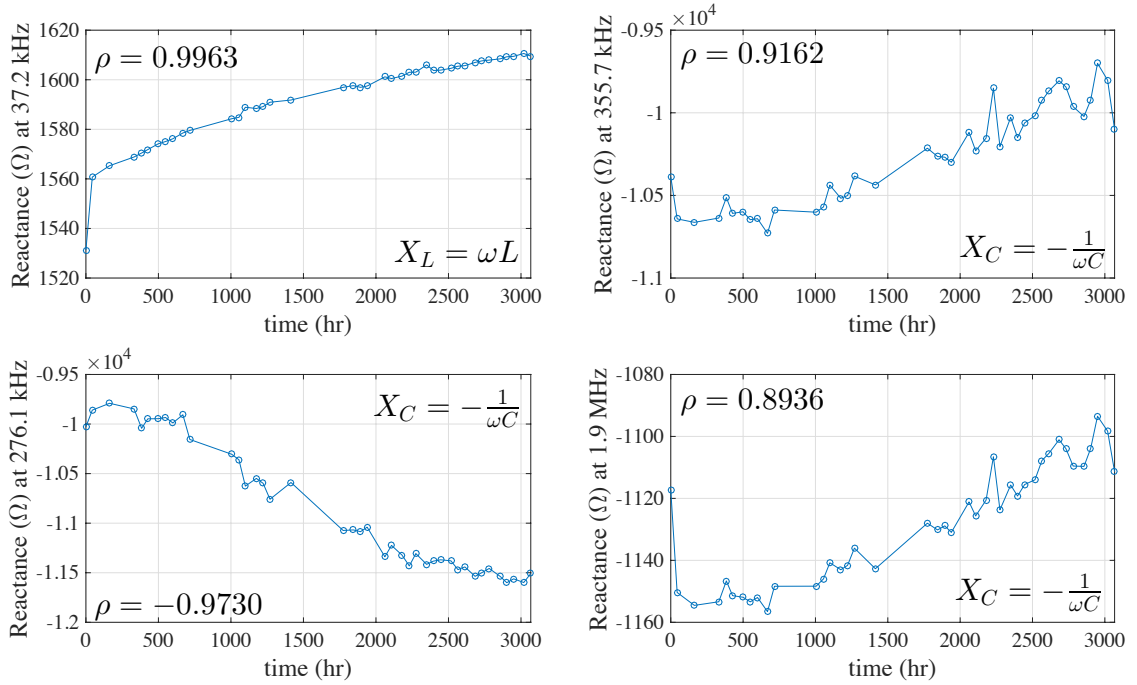 Reactance (Ω) at 37.2 kHz
1620
1600
1580
1560
1540
1520
ρ = 0.9963
X_L = ωL
0 500 1000 1500 2000 2500 3000
time (hr)
Reactance (Ω) at 355.7 kHz
×10⁴
-0.95
-1
-1.05
-1.1
ρ = 0.9162
X_C = −1/ωC
0 500 1000 1500 2000 2500 3000
time (hr)
Reactance (Ω) at 276.1 kHz
×10⁴
-0.95
-1
-1.05
-1.1
-1.15
-1.2
X_C = −1/ωC
ρ = −0.9730
0 500 1000 1500 2000 2500 3000
time (hr)
Reactance (Ω) at 1.9 MHz
-1080
-1100
-1120
-1140
-1160
ρ = 0.8936
X_C = −1/ωC
0 500 1000 1500 2000 2500 3000
time (hr)